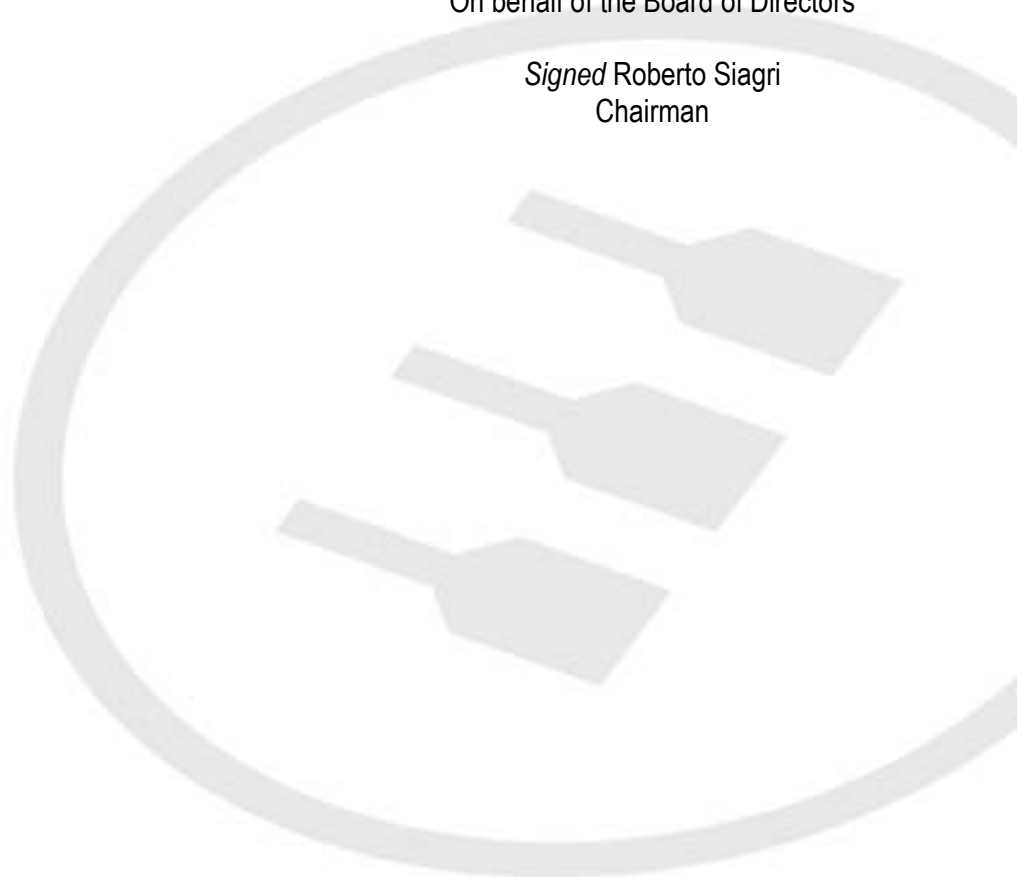 On behalf of the Board of Directors
Signed Roberto Siagri
Chairman